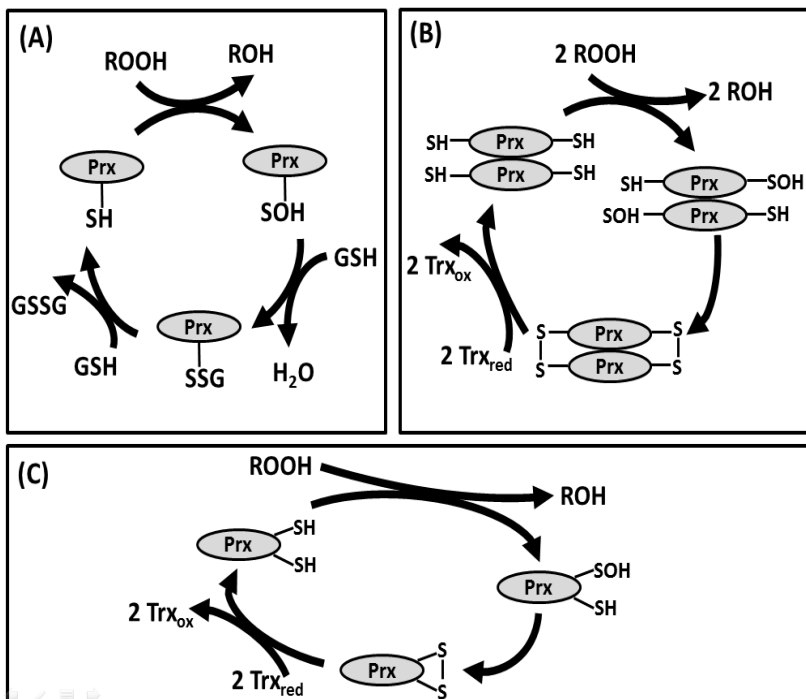 (A)
ROOH
ROH
Prx
SH
Prx
SOH
GSH
GSSG
GSH
Prx
SSG
H₂O
(B)
2 ROOH
2 ROH
SH Prx SH
SH Prx SH
SH Prx SOH
SOH Prx SH
2 Trxox
2 Trxred
S Prx S
S Prx S
(C)
ROOH
ROH
Prx SH
SH
Prx SOH
SH
2 Trxox
2 Trxred
Prx S
S